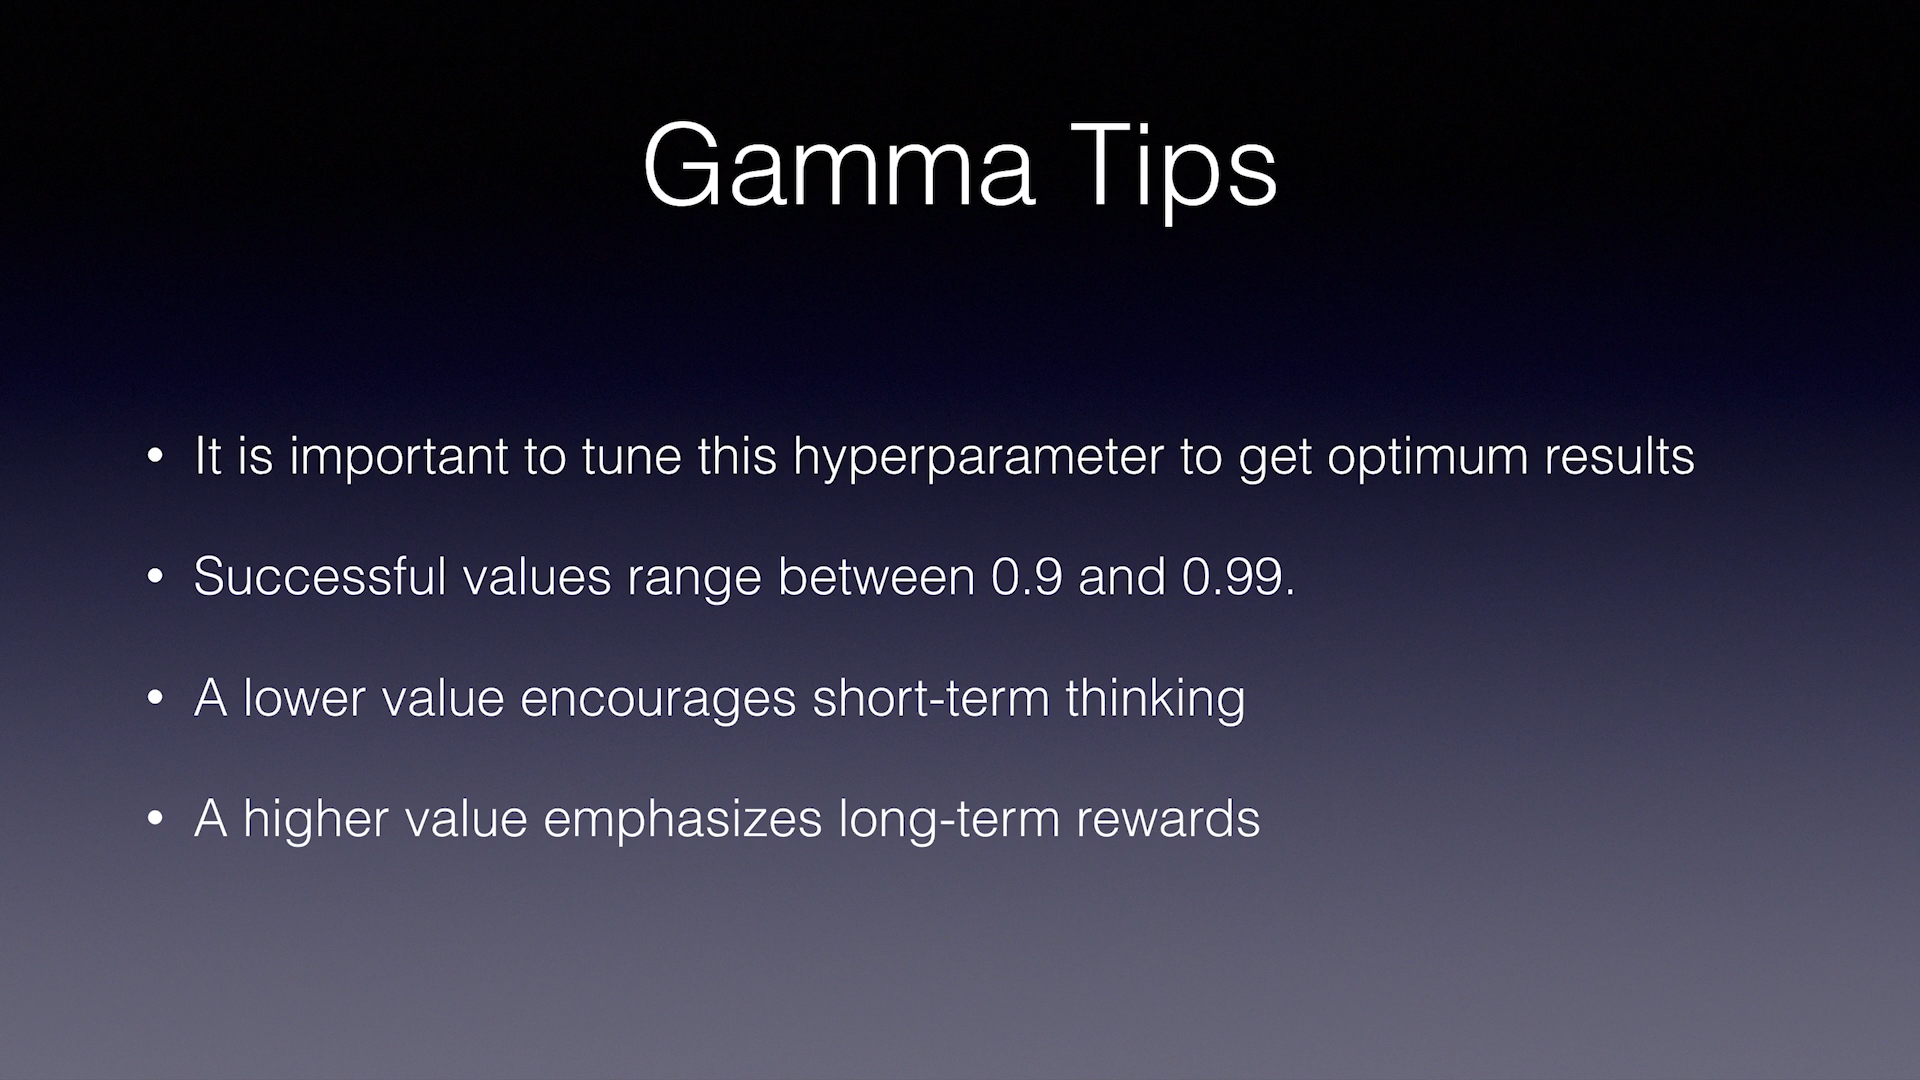 Gamma Tips
• It is important to tune this hyperparameter to get optimum results
• Successful values range between 0.9 and 0.99.
• A lower value encourages short-term thinking
• A higher value emphasizes long-term rewards